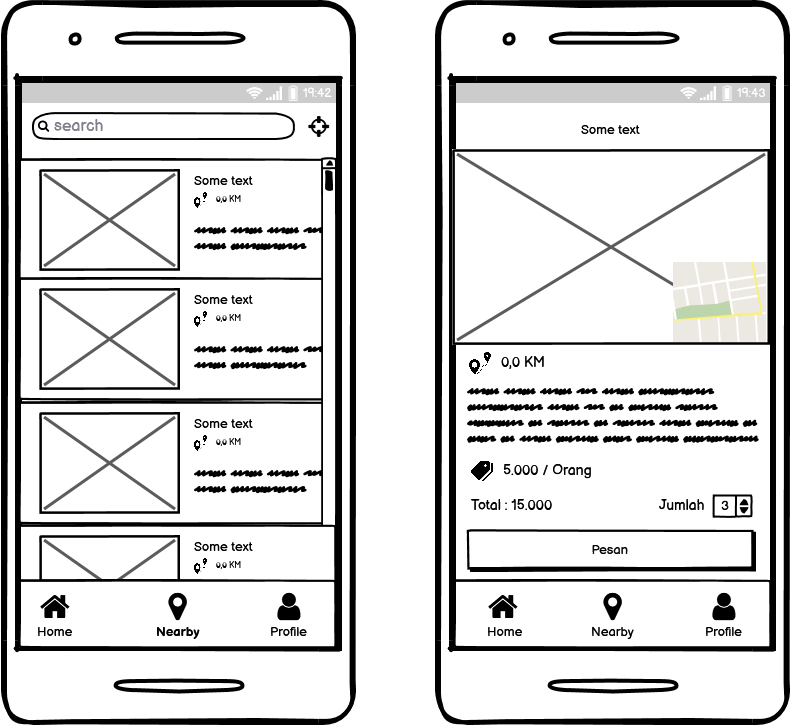 19:42
search
Some text
0,0 KM
Some text
0,0 KM
Some text
0,0 KM
Some text
0,0 KM
Home Nearby Profile
19:43
Some text
0,0 KM
5.000 / Orang
Total : 15.000 Jumlah 3
Pesan
Home Nearby Profile